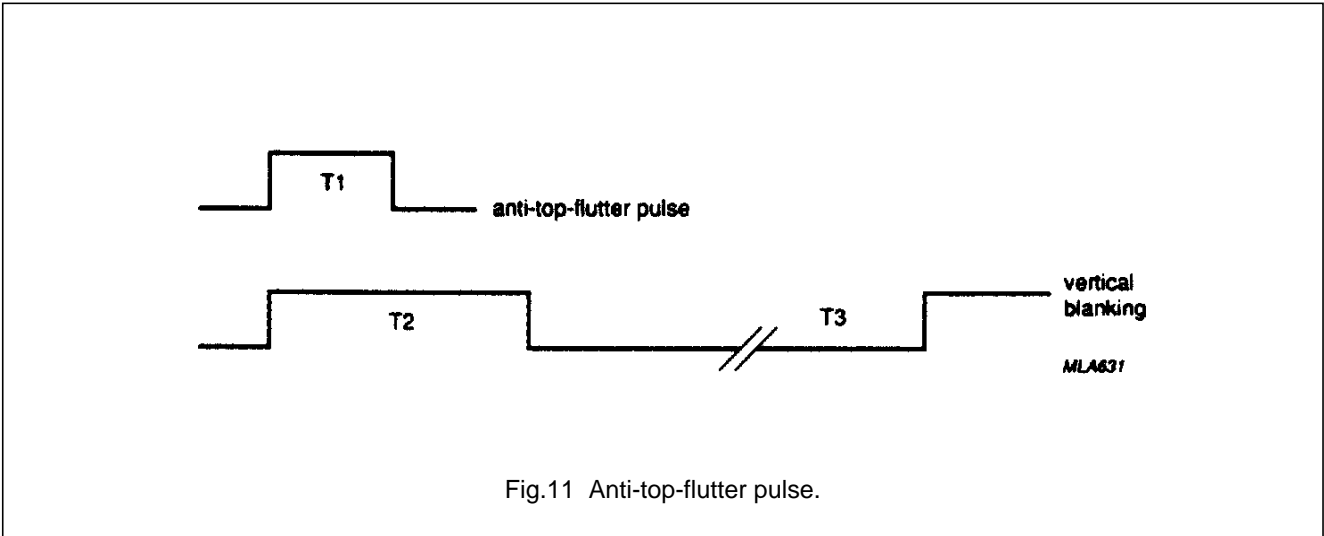 T1
anti-top-flutter pulse
T2
T3
vertical
blanking
MLA631
Fig.11 Anti-top-flutter pulse.